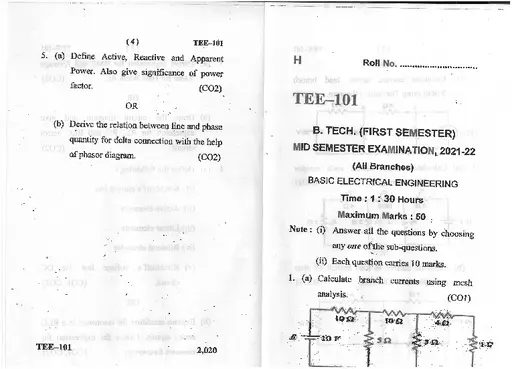 (4) TEE–101
5. (a) Define Active, Reactive and Apparent
Power. Also give significance of power
factor. (CO2)
OR
(b) Derive the relation between line and phase
quantity for delta connection with the help
of phasor diagram. (CO2)
TEE–101 2,020
H Roll No. ..............................
TEE–101
B. TECH. (FIRST SEMESTER)
MID SEMESTER EXAMINATION, 2021-22
(All Branches)
BASIC ELECTRICAL ENGINEERING
Time : 1 : 30 Hours
Maximum Marks : 50
Note : (i) Answer all the questions by choosing
any one of the sub-questions.
(ii) Each question carries 10 marks.
1. (a) Calculate branch currents using mesh
analysis. (CO1)
10 Ω 10 Ω 4 Ω
10 V 5 Ω